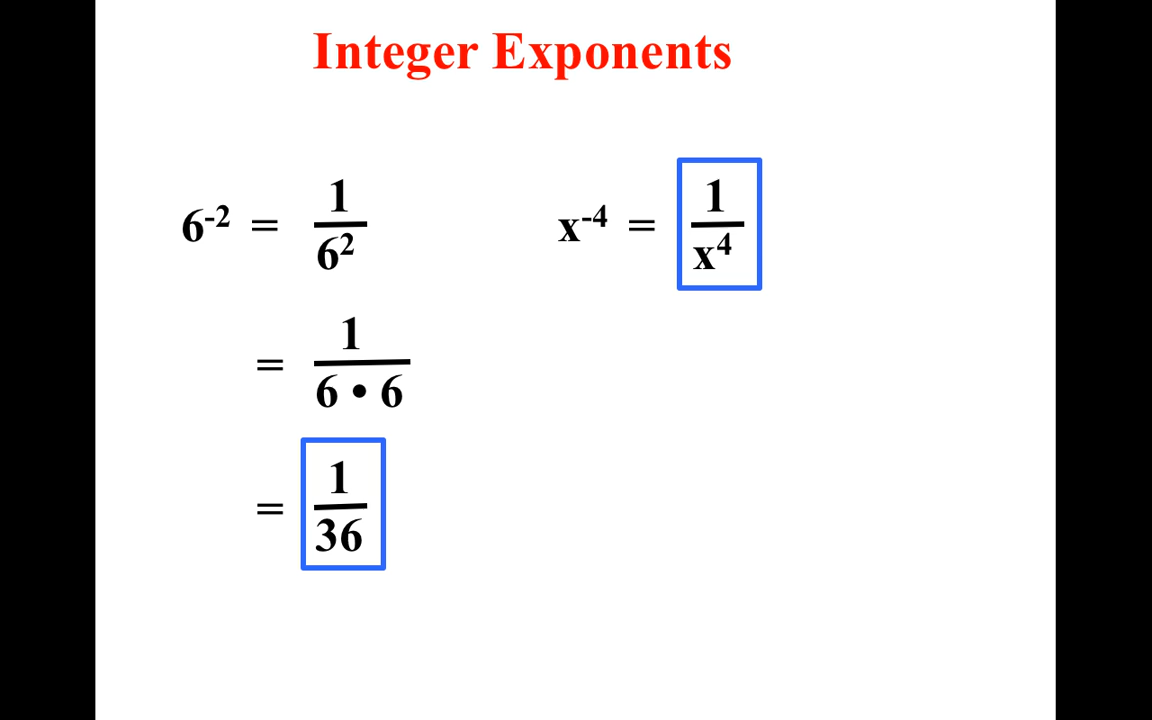 Integer Exponents
6⁻² = 1/6²
= 1/(6 • 6)
= 1/36
x⁻⁴ = 1/x⁴